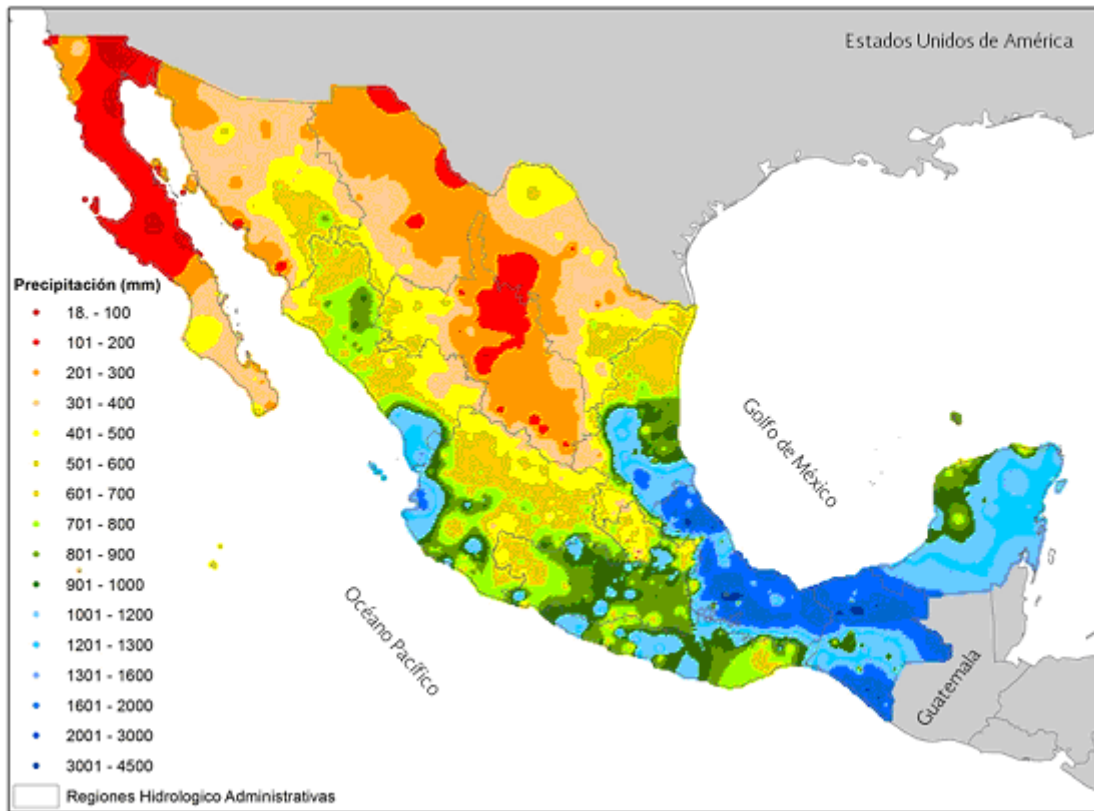 Estados Unidos de América
Precipitación (mm)
18. - 100
101 - 200
201 - 300
301 - 400
401 - 500
501 - 600
601 - 700
701 - 800
801 - 900
901 - 1000
1001 - 1200
1201 - 1300
1301 - 1600
1601 - 2000
2001 - 3000
3001 - 4500
Regiones Hidrologico Administrativas
Golfo de México
Océano Pacífico
Guatemala